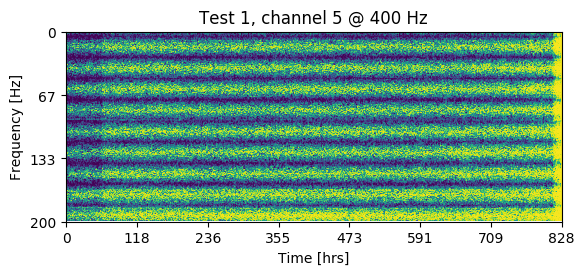 Test 1, channel 5 @ 400 Hz
Frequency [Hz]
0
67
133
200
0 118 236 355 473 591 709 828
Time [hrs]